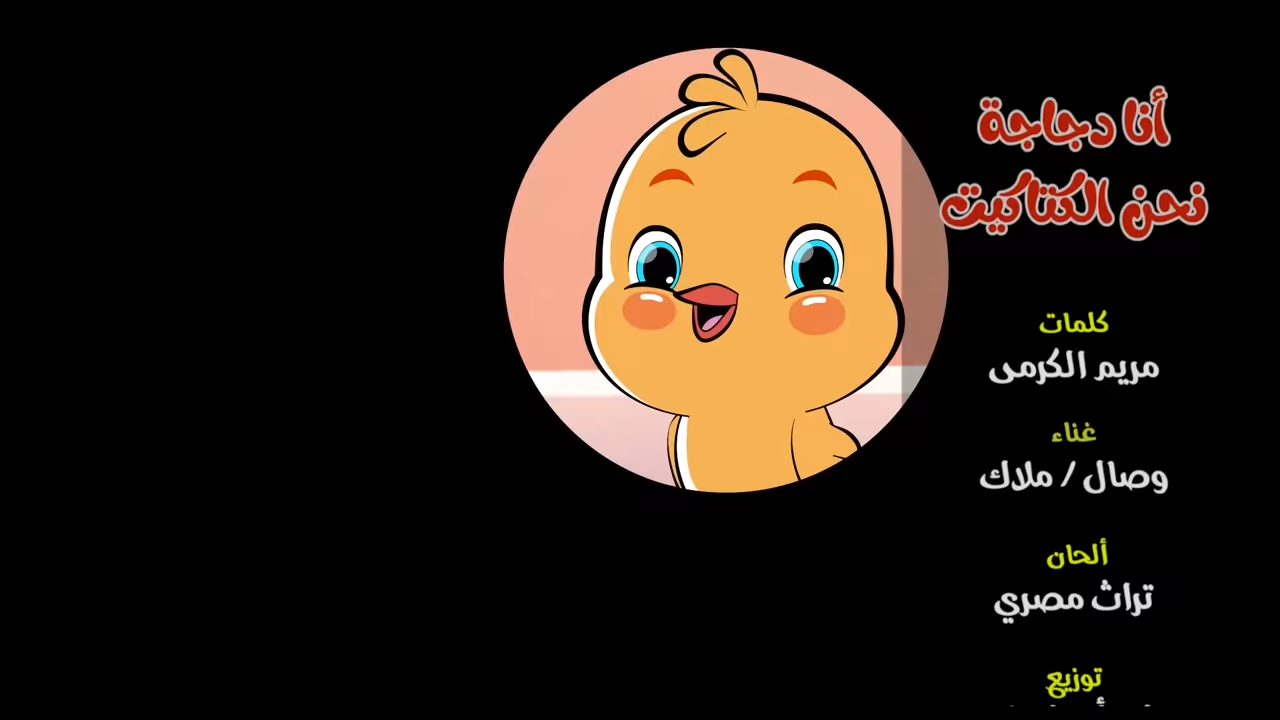 أنا دجاجة
نحن الكتاكيت
كلمات
مريم الكرمى
غناء
وصال / ملاك
ألحان
تراث مصري
توزيع